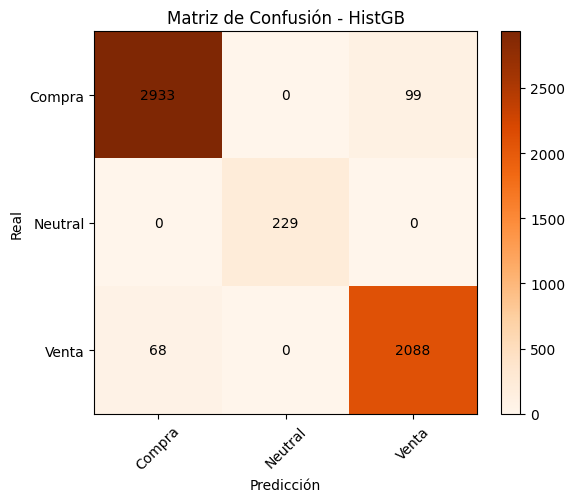 Matriz de Confusión - HistGB
Real
Compra
2933 0 99
Neutral
0 229 0
Venta
68 0 2088
Compra Neutral Venta
Predicción
2500
2000
1500
1000
500
0